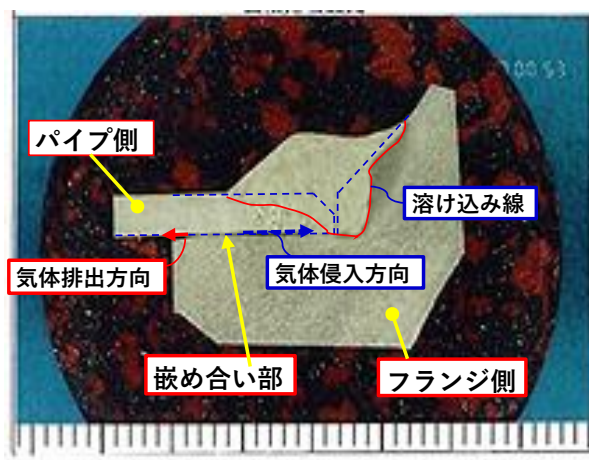 パイプ側
溶け込み線
気体排出方向
気体侵入方向
嵌め合い部
フランジ側